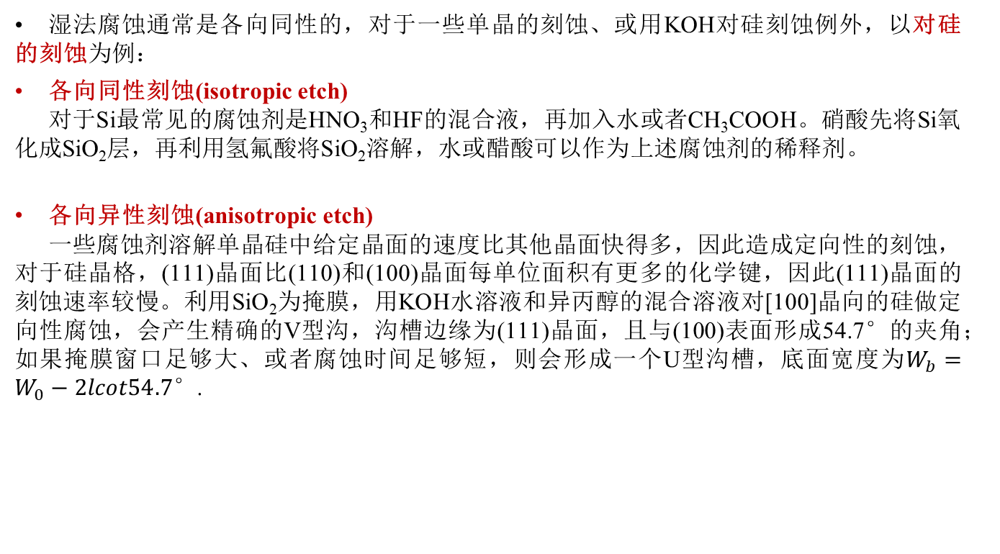 • 湿法腐蚀通常是各向同性的，对于一些单晶的刻蚀、或用KOH对硅刻蚀例外，以对硅
的刻蚀为例：
• 各向同性刻蚀(isotropic etch)
对于Si最常见的腐蚀剂是HNO₃和HF的混合液，再加入水或者CH₃COOH。硝酸先将Si氧
化成SiO₂层，再利用氢氟酸将SiO₂溶解，水或醋酸可以作为上述腐蚀剂的稀释剂。
• 各向异性刻蚀(anisotropic etch)
一些腐蚀剂溶解单晶硅中给定晶面的速度比其他晶面快得多，因此造成定向性的刻蚀，
对于硅晶格，(111)晶面比(110)和(100)晶面每单位面积有更多的化学键，因此(111)晶面的
刻蚀速率较慢。利用SiO₂为掩膜，用KOH水溶液和异丙醇的混合溶液对[100]晶向的硅做定
向性腐蚀，会产生精确的V型沟，沟槽边缘为(111)晶面，且与(100)表面形成54.7°的夹角；
如果掩膜窗口足够大、或者腐蚀时间足够短，则会形成一个U型沟槽，底面宽度为W_b =
W₀ − 2lcot54.7°.